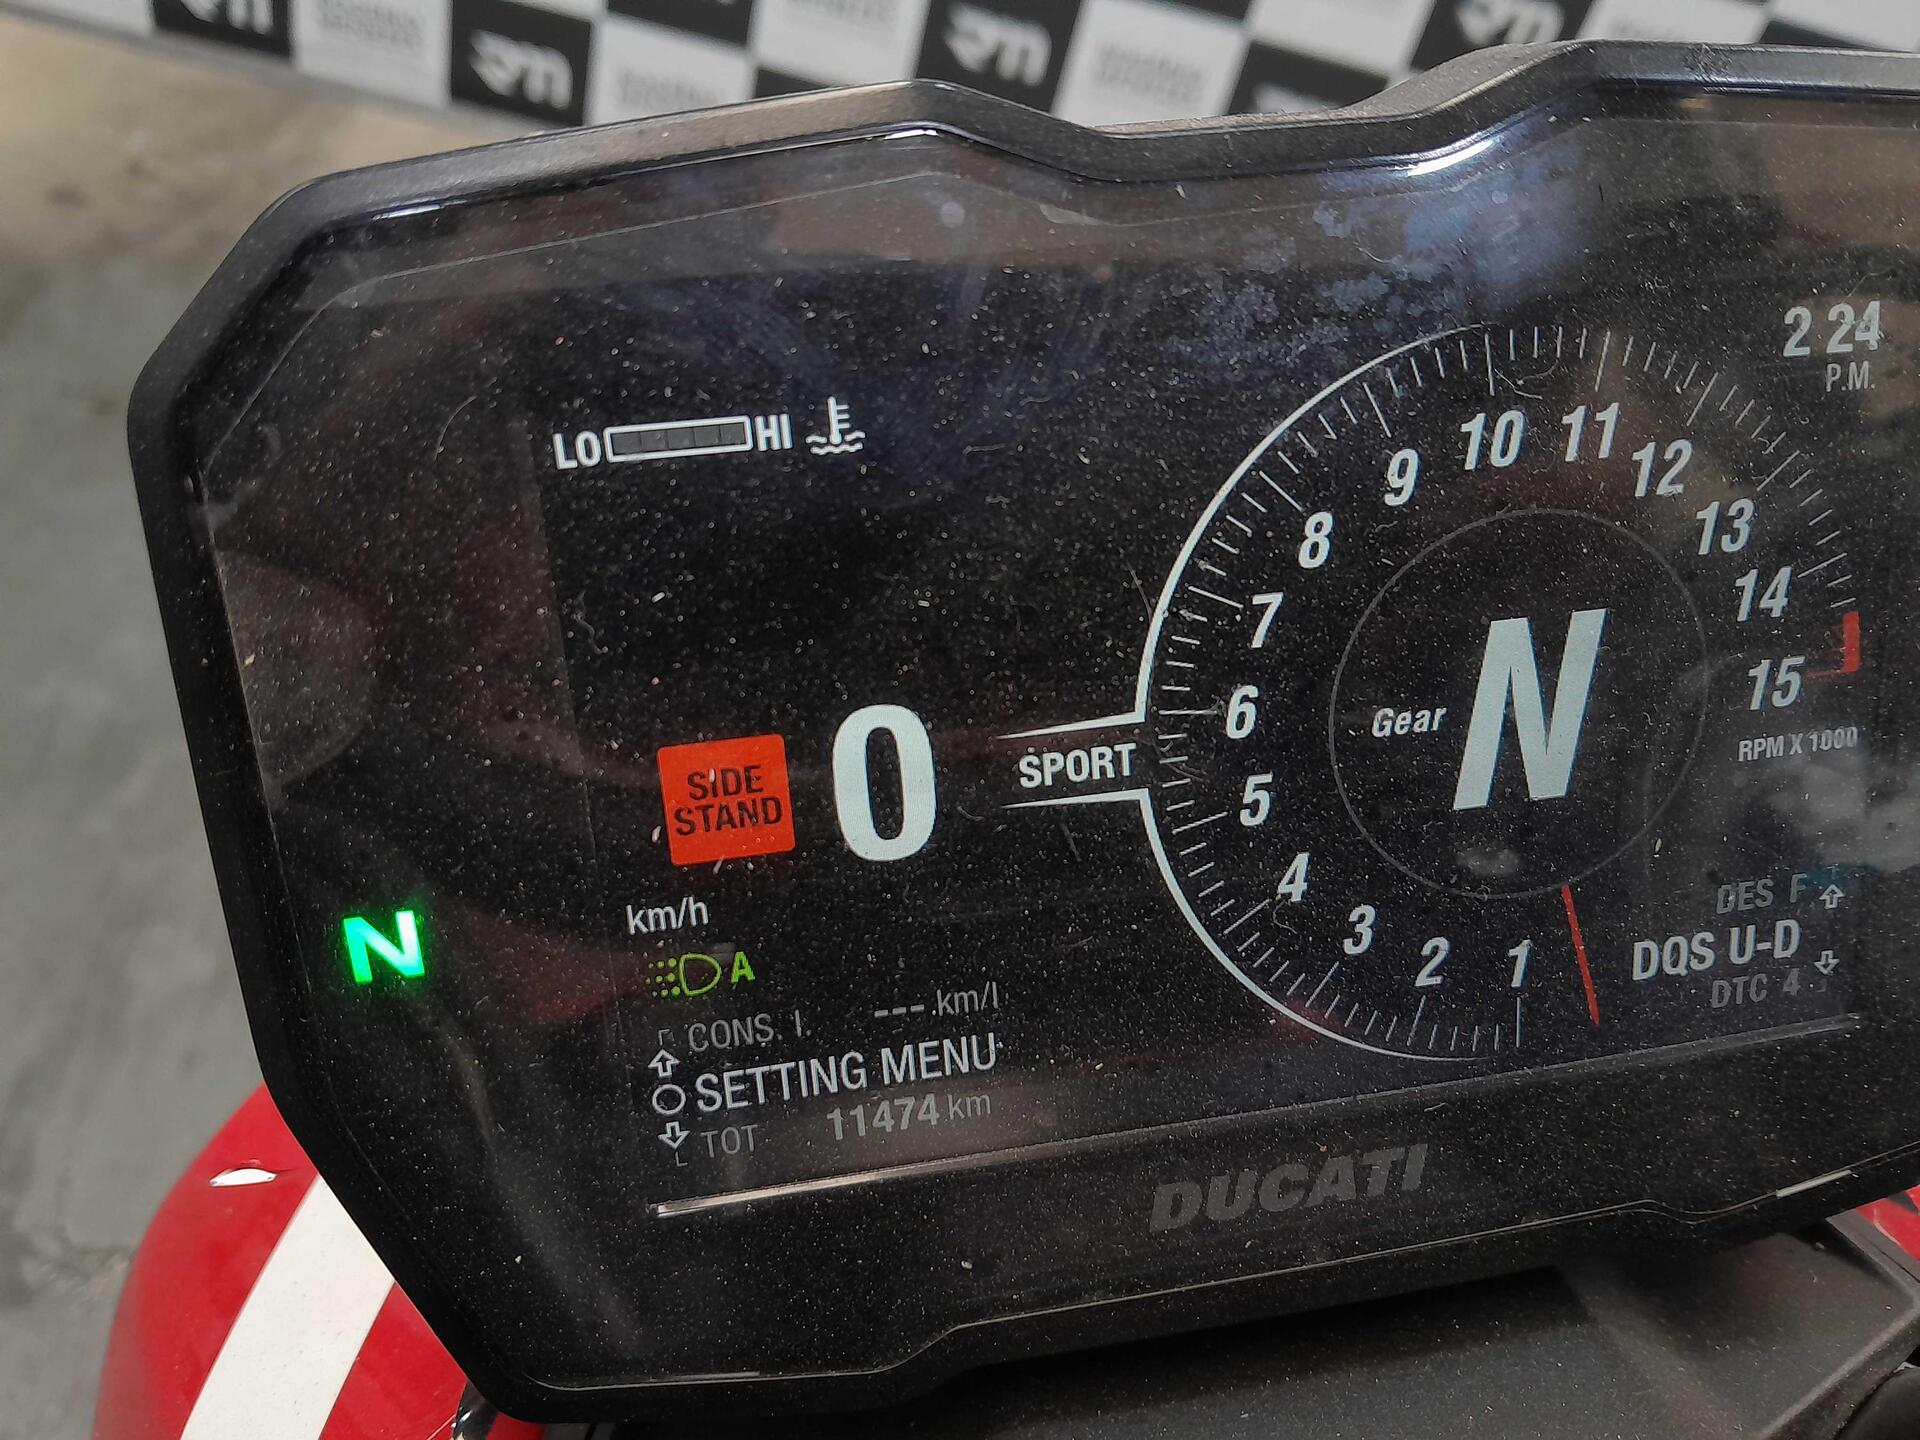 2 24
P.M.
LO HI
10 11
9 12
8 13
7 14
6 15
5
4
3
2
1
RPM X 1000
Gear N
SPORT
SIDE
STAND
0
km/h
N
A
CONS. I. ---.km/l
SETTING MENU
TOT 11474 km
DES F
DQS U-D
DTC 4
DUCATI